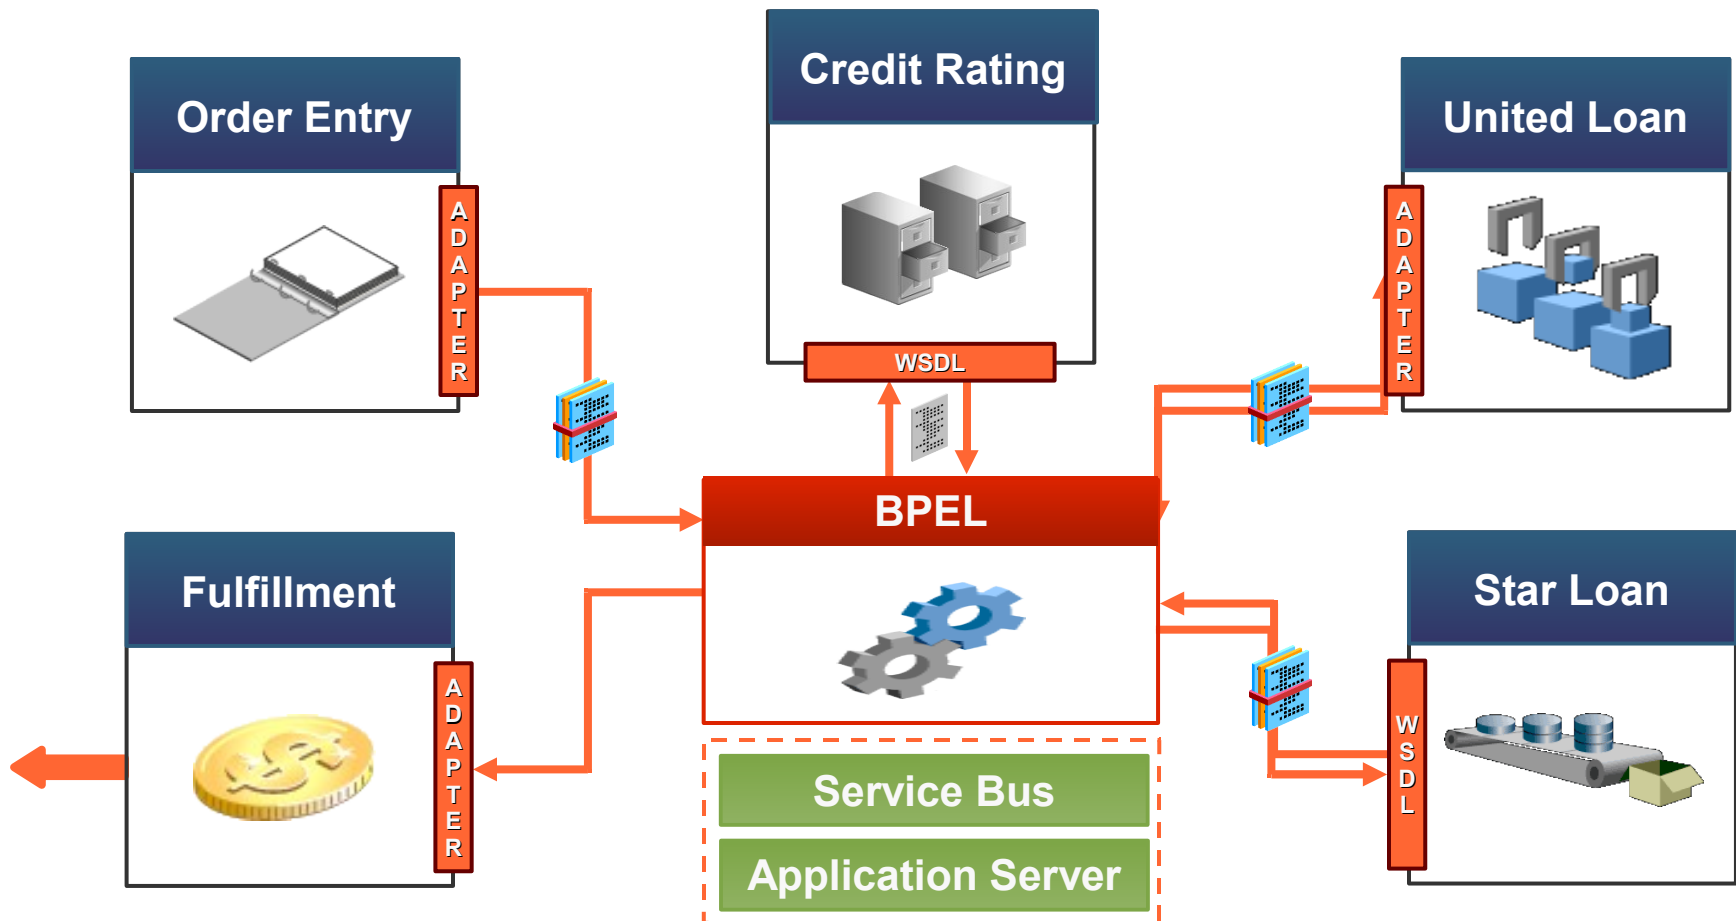 Credit Rating
Order Entry
United Loan
ADAPTER
ADAPTER
WSDL
BPEL
Fulfillment
Star Loan
ADAPTER
WSDL
Service Bus
Application Server